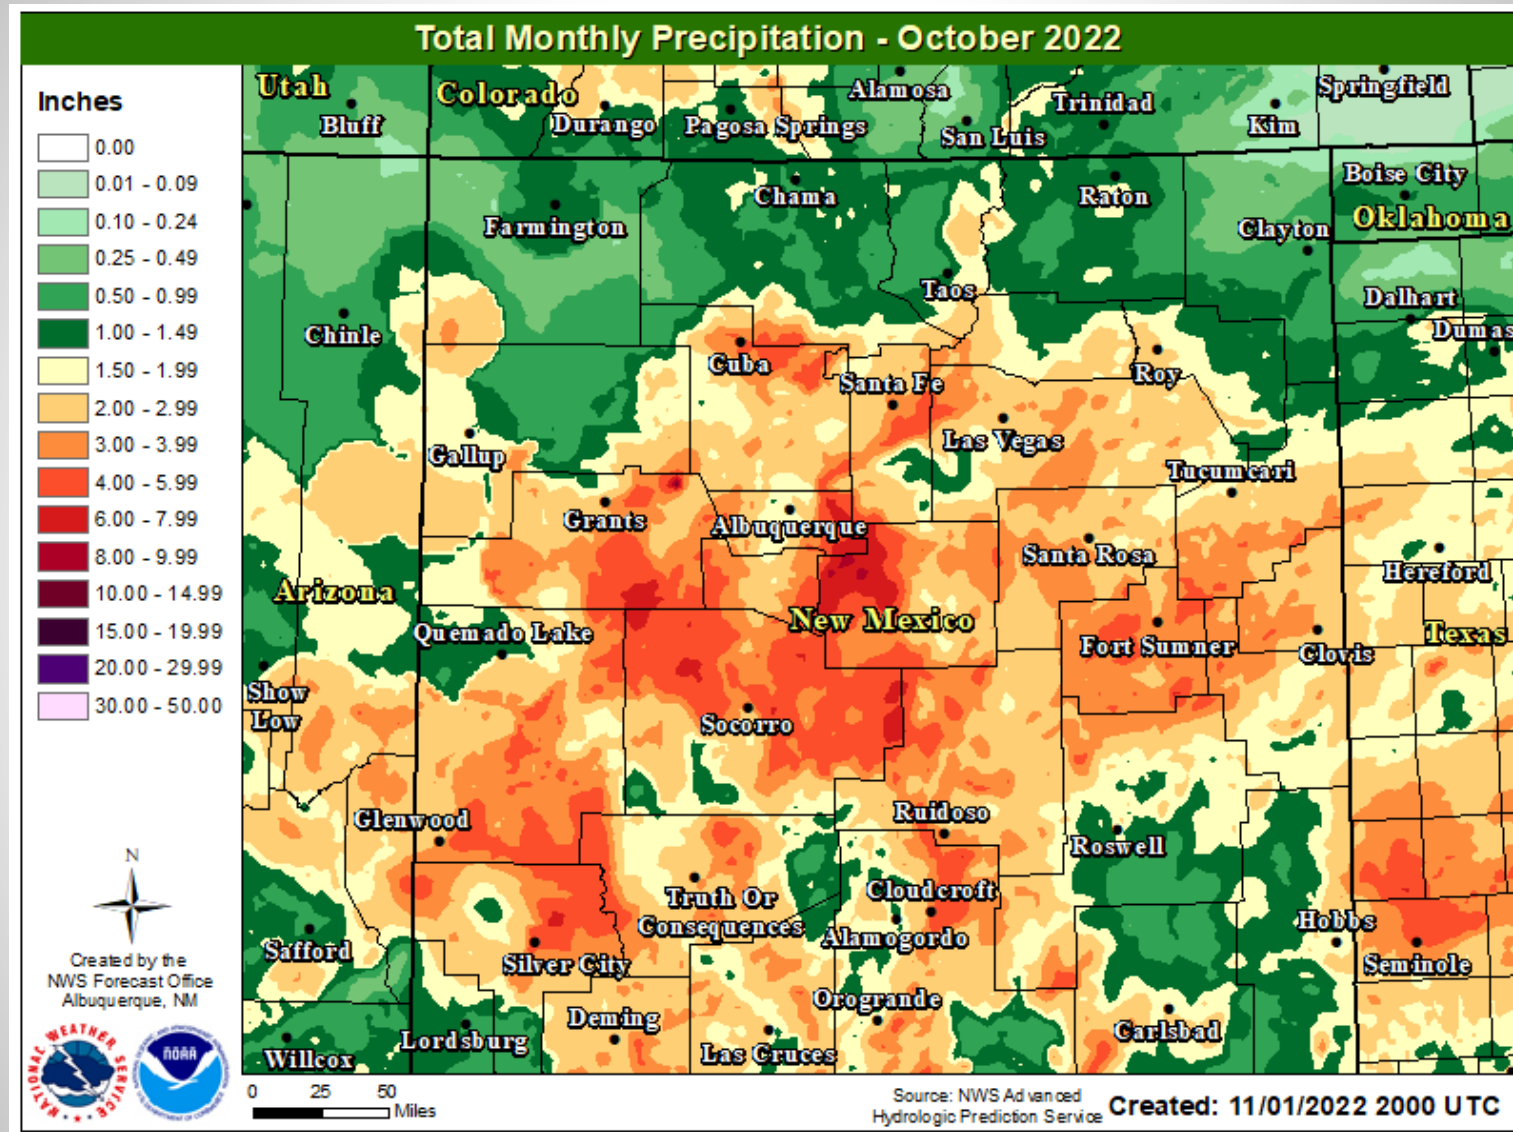 Total Monthly Precipitation - October 2022
Inches
0.00
0.01 - 0.09
0.10 - 0.24
0.25 - 0.49
0.50 - 0.99
1.00 - 1.49
1.50 - 1.99
2.00 - 2.99
3.00 - 3.99
4.00 - 5.99
6.00 - 7.99
8.00 - 9.99
10.00 - 14.99
15.00 - 19.99
20.00 - 29.99
30.00 - 50.00
N
Created by the
NWS Forecast Office
Albuquerque, NM
NATIONAL WEATHER SERVICE
NOAA
Utah
Colorado
Alamosa
Springfield
Bluff
Durango
Pagosa Springs
San Luis
Trinidad
Kim
Boise City
Chama
Raton
Oklahoma
Farmington
Clayton
Taos
Dalhart
Chinle
Dumas
Cuba
Santa Fe
Roy
Gallup
Las Vegas
Tucumcari
Grants
Albuquerque
Santa Rosa
Hereford
Arizona
New Mexico
Quemado Lake
Fort Sumner
Clovis
Texas
Show
Low
Socorro
Glenwood
Ruidoso
Roswell
Truth Or
Consequences
Cloudcroft
Alamogordo
Hobbs
Safford
Silver City
Seminole
Orogrande
Deming
Carlsbad
Lordsburg
Las Cruces
Willcox
0 25 50
Miles
Source: NWS Advanced
Hydrologic Prediction Service
Created: 11/01/2022 2000 UTC